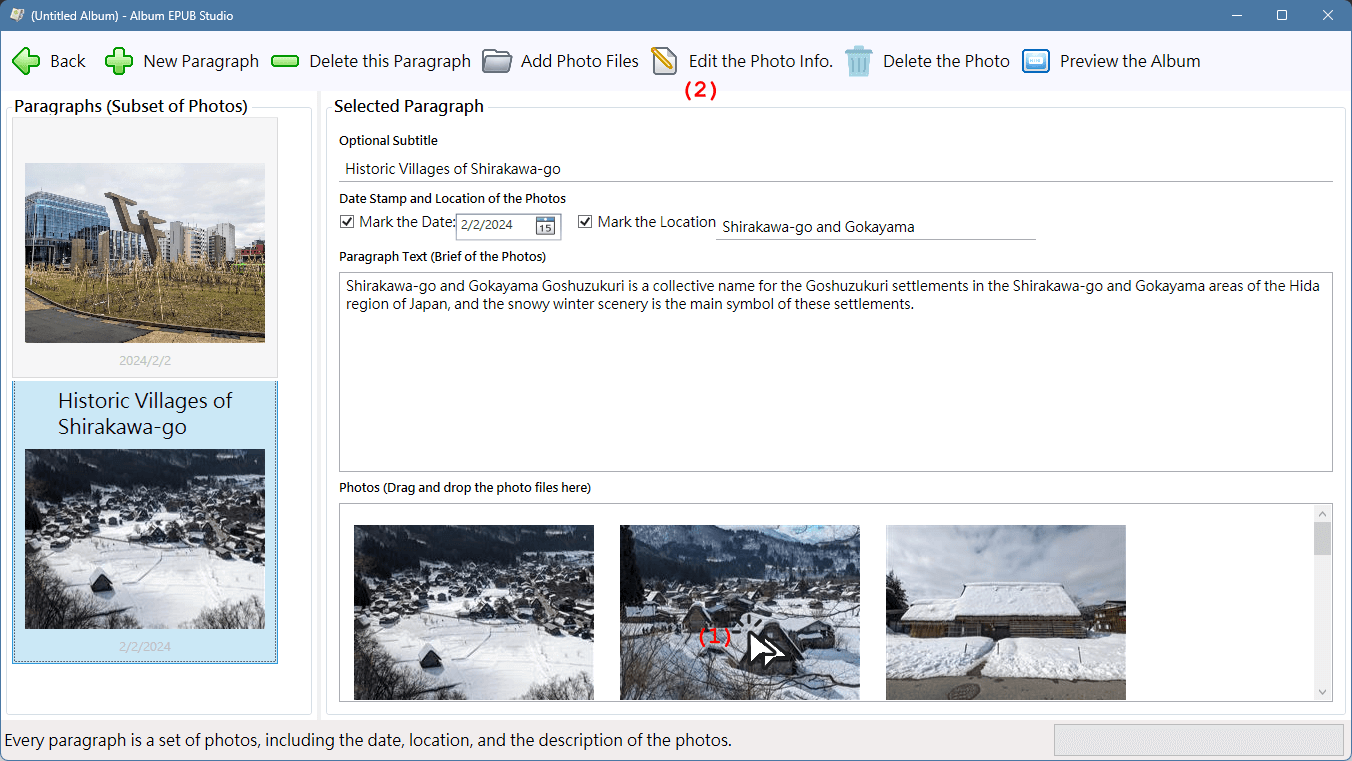 (Untitled Album) - Album EPUB Studio
Back
New Paragraph
Delete this Paragraph
Add Photo Files
Edit the Photo Info.
Delete the Photo
Preview the Album
(2)
Paragraphs (Subset of Photos)
2024/2/2
Historic Villages of
Shirakawa-go
2/2/2024
Selected Paragraph
Optional Subtitle
Historic Villages of Shirakawa-go
Date Stamp and Location of the Photos
Mark the Date:
2/2/2024
15
Mark the Location
Shirakawa-go and Gokayama
Paragraph Text (Brief of the Photos)
Shirakawa-go and Gokayama Goshuzukuri is a collective name for the Goshuzukuri settlements in the Shirakawa-go and Gokayama areas of the Hida
region of Japan, and the snowy winter scenery is the main symbol of these settlements.
Photos (Drag and drop the photo files here)
(1)
Every paragraph is a set of photos, including the date, location, and the description of the photos.